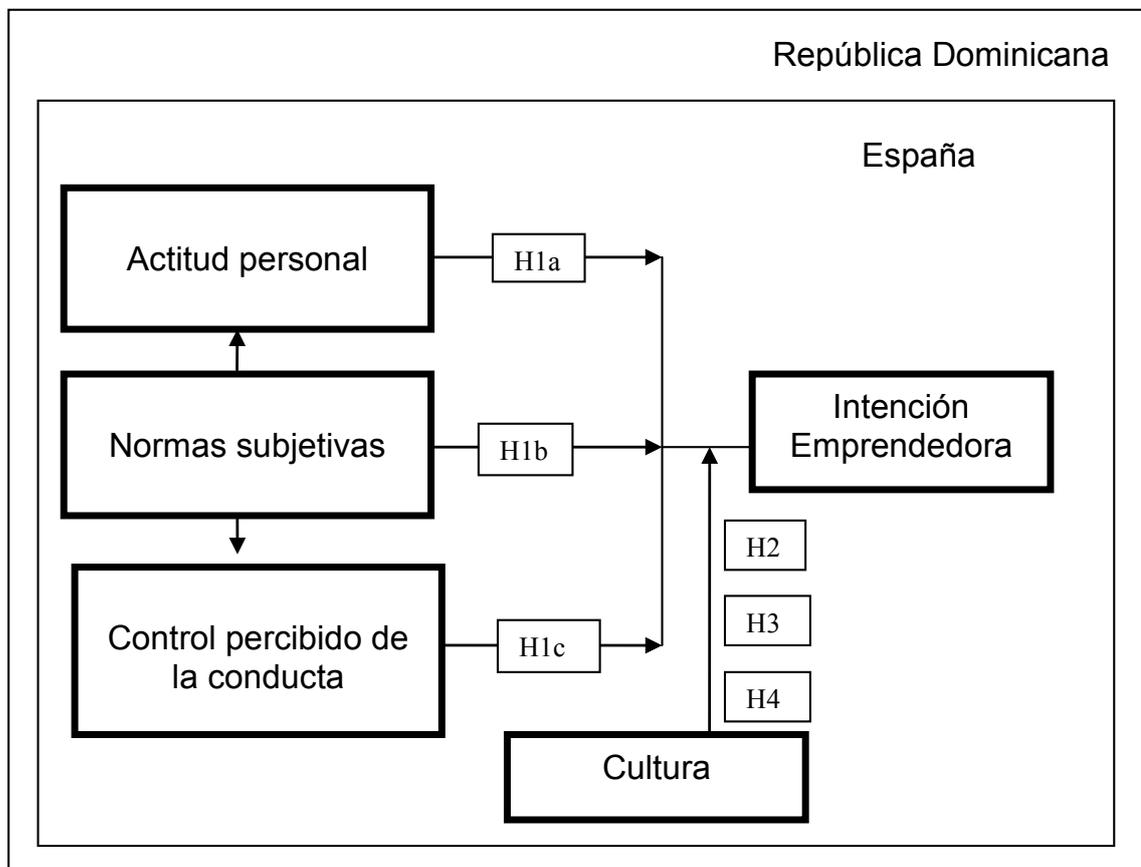 República Dominicana
España
Actitud personal
H1a
Normas subjetivas
H1b
Intención
Emprendedora
H2
Control percibido de
la conducta
H1c
H3
H4
Cultura